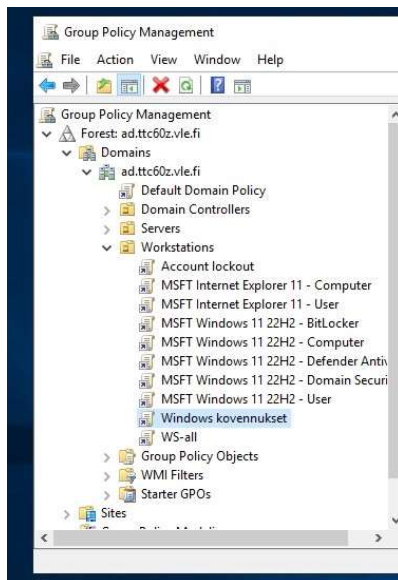 Group Policy Management
File Action View Window Help
Group Policy Management
Forest: ad.ttc60z.vle.fi
Domains
ad.ttc60z.vle.fi
Default Domain Policy
Domain Controllers
Servers
Workstations
Account lockout
MSFT Internet Explorer 11 - Computer
MSFT Internet Explorer 11 - User
MSFT Windows 11 22H2 - BitLocker
MSFT Windows 11 22H2 - Computer
MSFT Windows 11 22H2 - Defender Antiv
MSFT Windows 11 22H2 - Domain Securi
MSFT Windows 11 22H2 - User
Windows kovennukset
WS-all
Group Policy Objects
WMI Filters
Starter GPOs
Sites